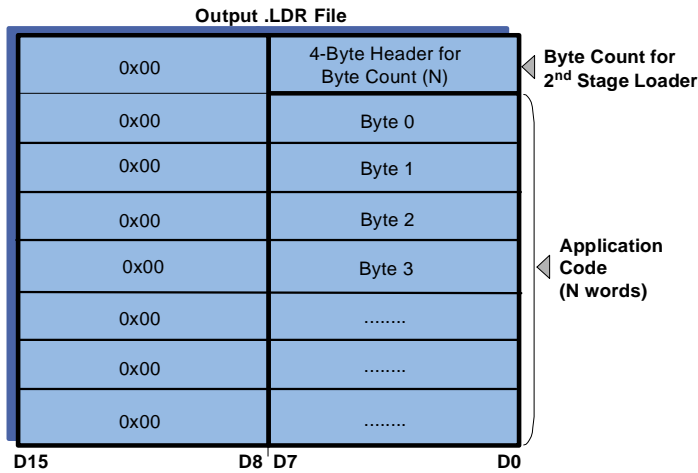 Output .LDR File
0x00
4-Byte Header for
Byte Count (N)
Byte Count for
2nd Stage Loader
0x00
Byte 0
0x00
Byte 1
0x00
Byte 2
0x00
Byte 3
Application
Code
(N words)
0x00
........
0x00
........
0x00
........
D15
D8
D7
D0